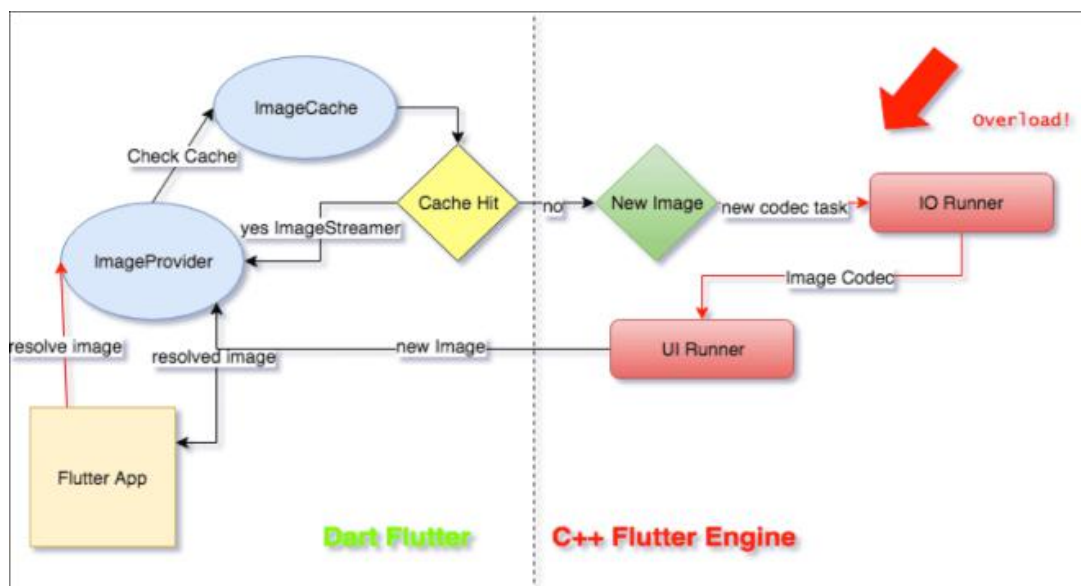 ImageCache
Overload!
Check Cache
Cache Hit
no
New Image
new codec task
IO Runner
yes ImageStreamer
ImageProvider
Image Codec
resolve image
resolved image
new Image
UI Runner
Flutter App
Dart Flutter
C++ Flutter Engine